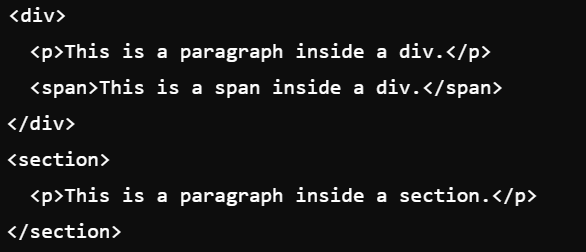 <div>
  <p>This is a paragraph inside a div.</p>
  <span>This is a span inside a div.</span>
</div>
<section>
  <p>This is a paragraph inside a section.</p>
</section>